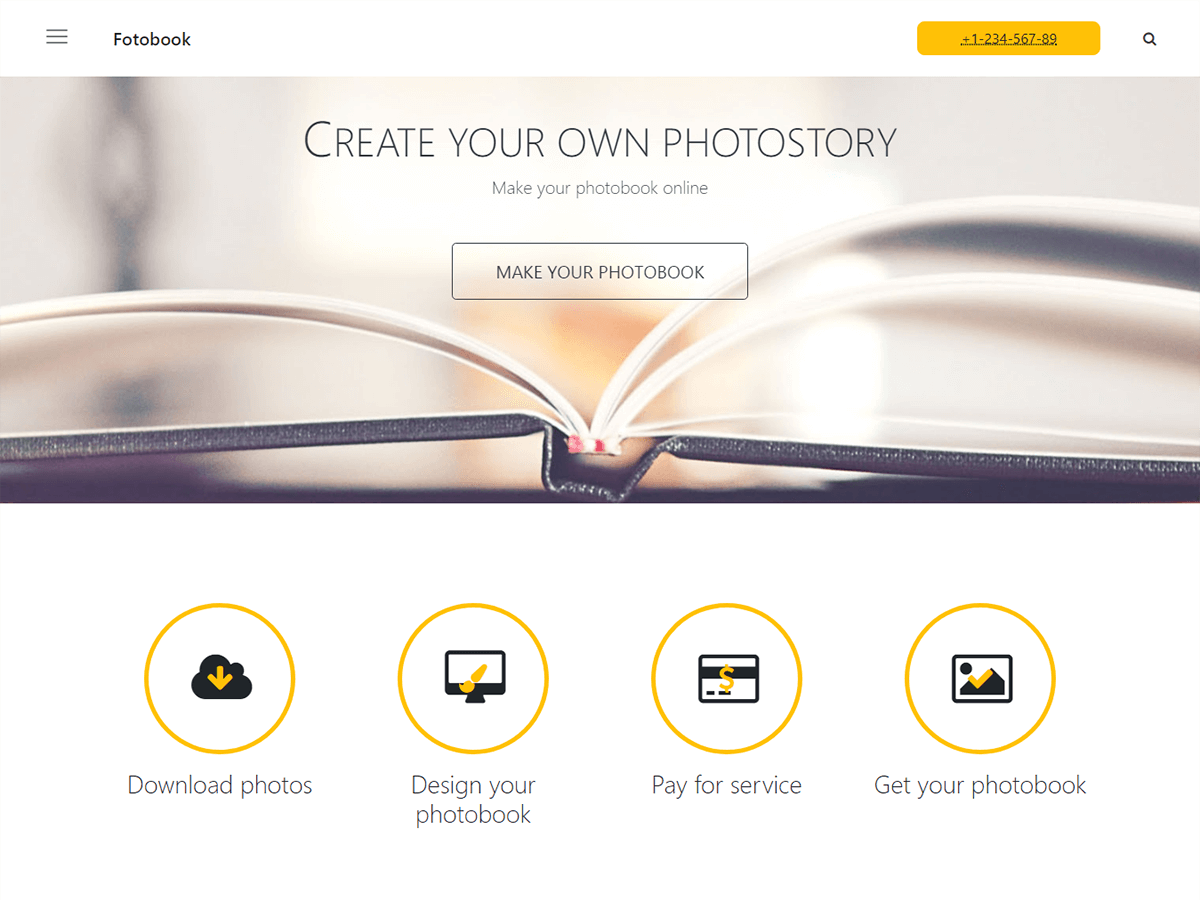 Fotobook
+1-234-567-89
Create your own photostory
Make your photobook online
MAKE YOUR PHOTOBOOK
Download photos
Design your
photobook
Pay for service
Get your photobook